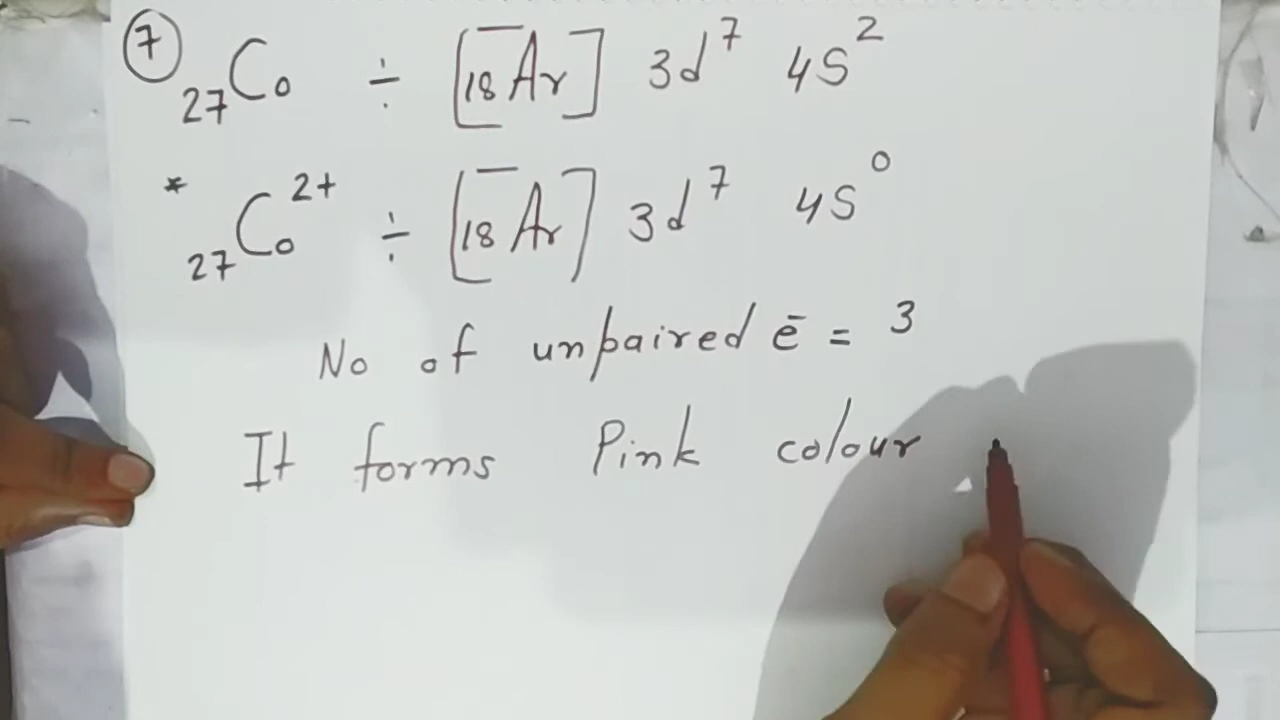 ⑦ ₂₇Co ÷ [₁₈Ar] 3d⁷ 4S²
* ₂₇Co²⁺ ÷ [₁₈Ar] 3d⁷ 4S⁰
No of unpaired ē = 3
It forms Pink colour